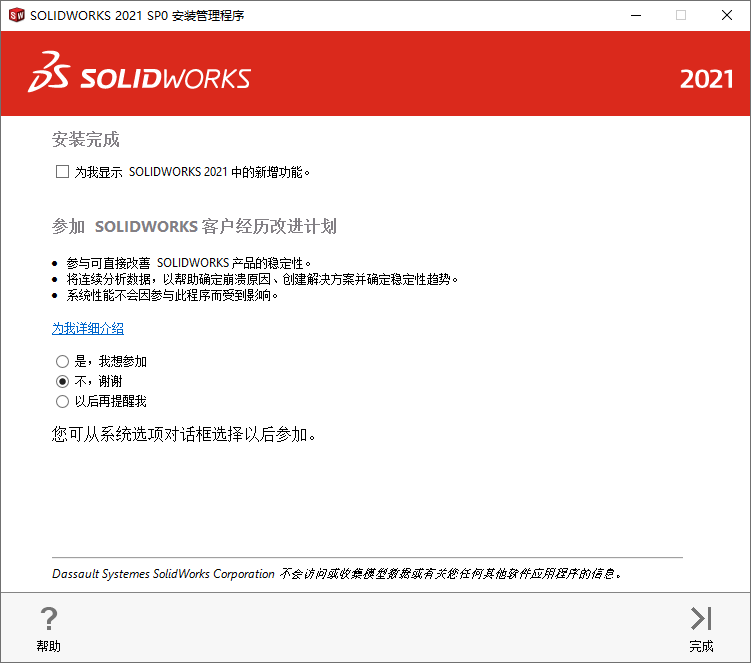 SOLIDWORKS 2021 SP0 安装管理程序
SOLIDWORKS
2021
安装完成
为我显示 SOLIDWORKS 2021 中的新增功能。
参加 SOLIDWORKS 客户经历改进计划
参与可直接改善 SOLIDWORKS 产品的稳定性。
将连续分析数据，以帮助确定崩溃原因、创建解决方案并确定稳定性趋势。
系统性能不会因参与此程序而受到影响。
为我详细介绍
是，我想参加
不，谢谢
以后再提醒我
您可从系统选项对话框选择以后参加。
Dassault Systemes SolidWorks Corporation 不会访问或收集模型数据或有关您任何其他软件应用程序的信息。
?
帮助
完成